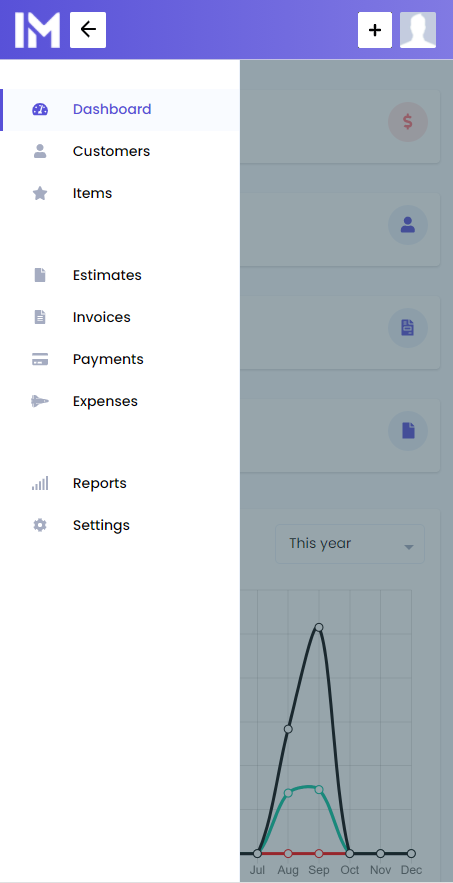 IM
Dashboard
Customers
Items
Estimates
Invoices
Payments
Expenses
Reports
Settings
$
This year
Jul Aug Sep Oct Nov Dec